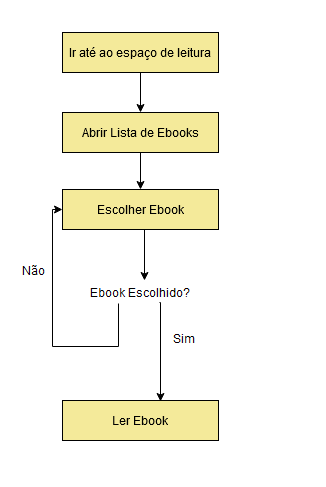 Ir até ao espaço de leitura
Abrir Lista de Ebooks
Escolher Ebook
Não
Ebook Escolhido?
Sim
Ler Ebook